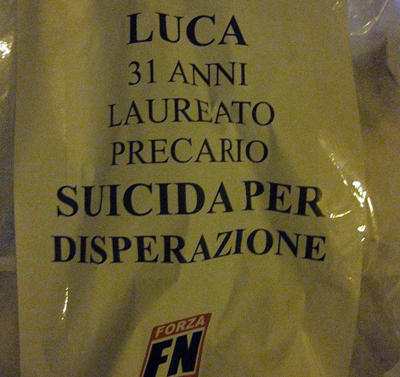 LUCA
31 ANNI
LAUREATO
PRECARIO
SUICIDA PER
DISPERAZIONE
FORZA
FN